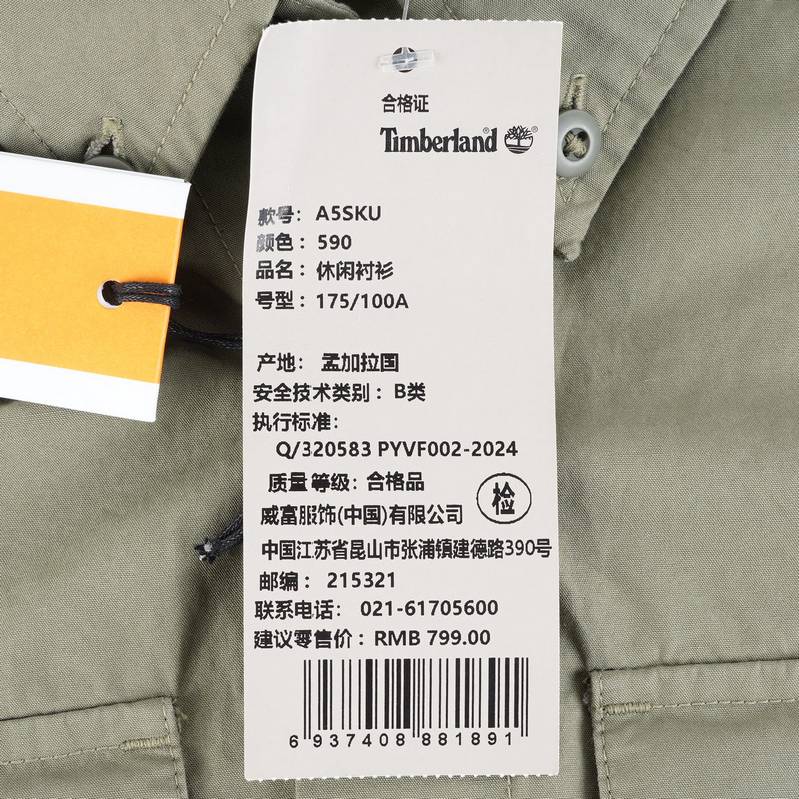 合格证
Timberland®
款号： A5SKU
颜色： 590
品名： 休闲衬衫
号型： 175/100A
产地： 孟加拉国
安全技术类别： B类
执行标准：
Q/320583 PYVF002-2024
质量等级： 合格品
检
威富服饰(中国)有限公司
中国江苏省昆山市张浦镇建德路390号
邮编： 215321
联系电话： 021-61705600
建议零售价： RMB 799.00
6 937408 881891